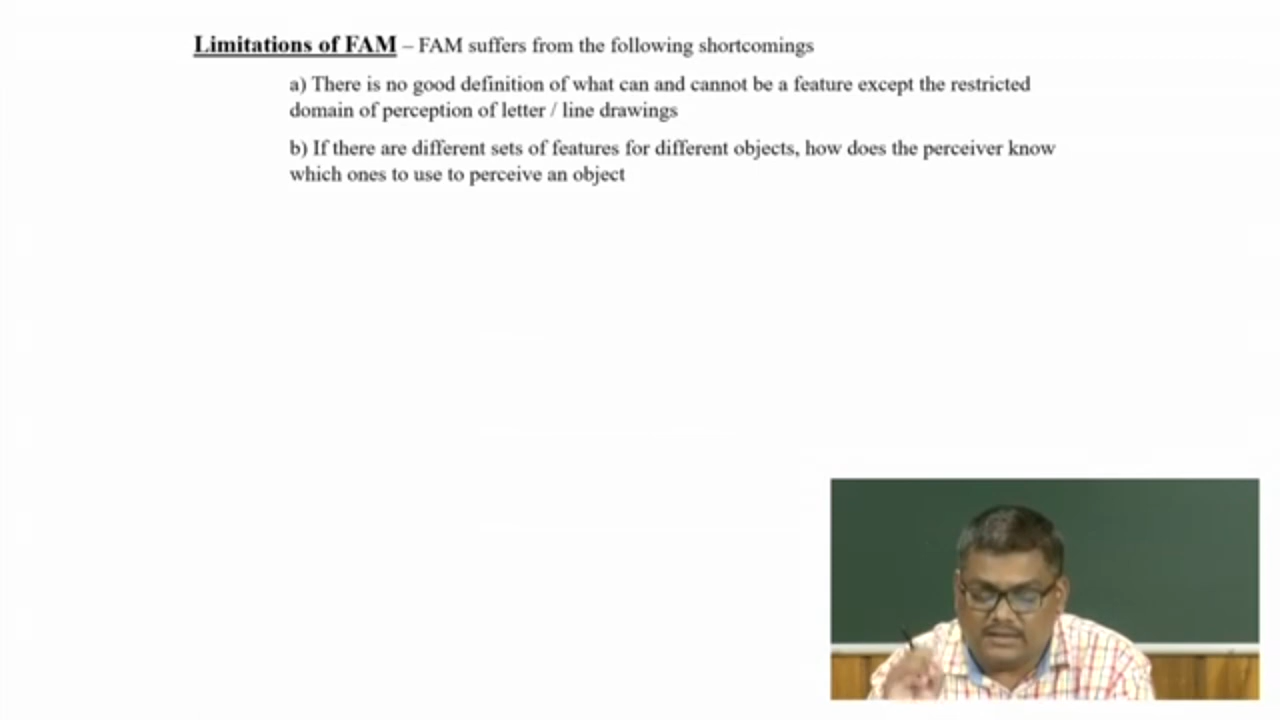 Limitations of FAM – FAM suffers from the following shortcomings
a) There is no good definition of what can and cannot be a feature except the restricted
domain of perception of letter / line drawings
b) If there are different sets of features for different objects, how does the perceiver know
which ones to use to perceive an object